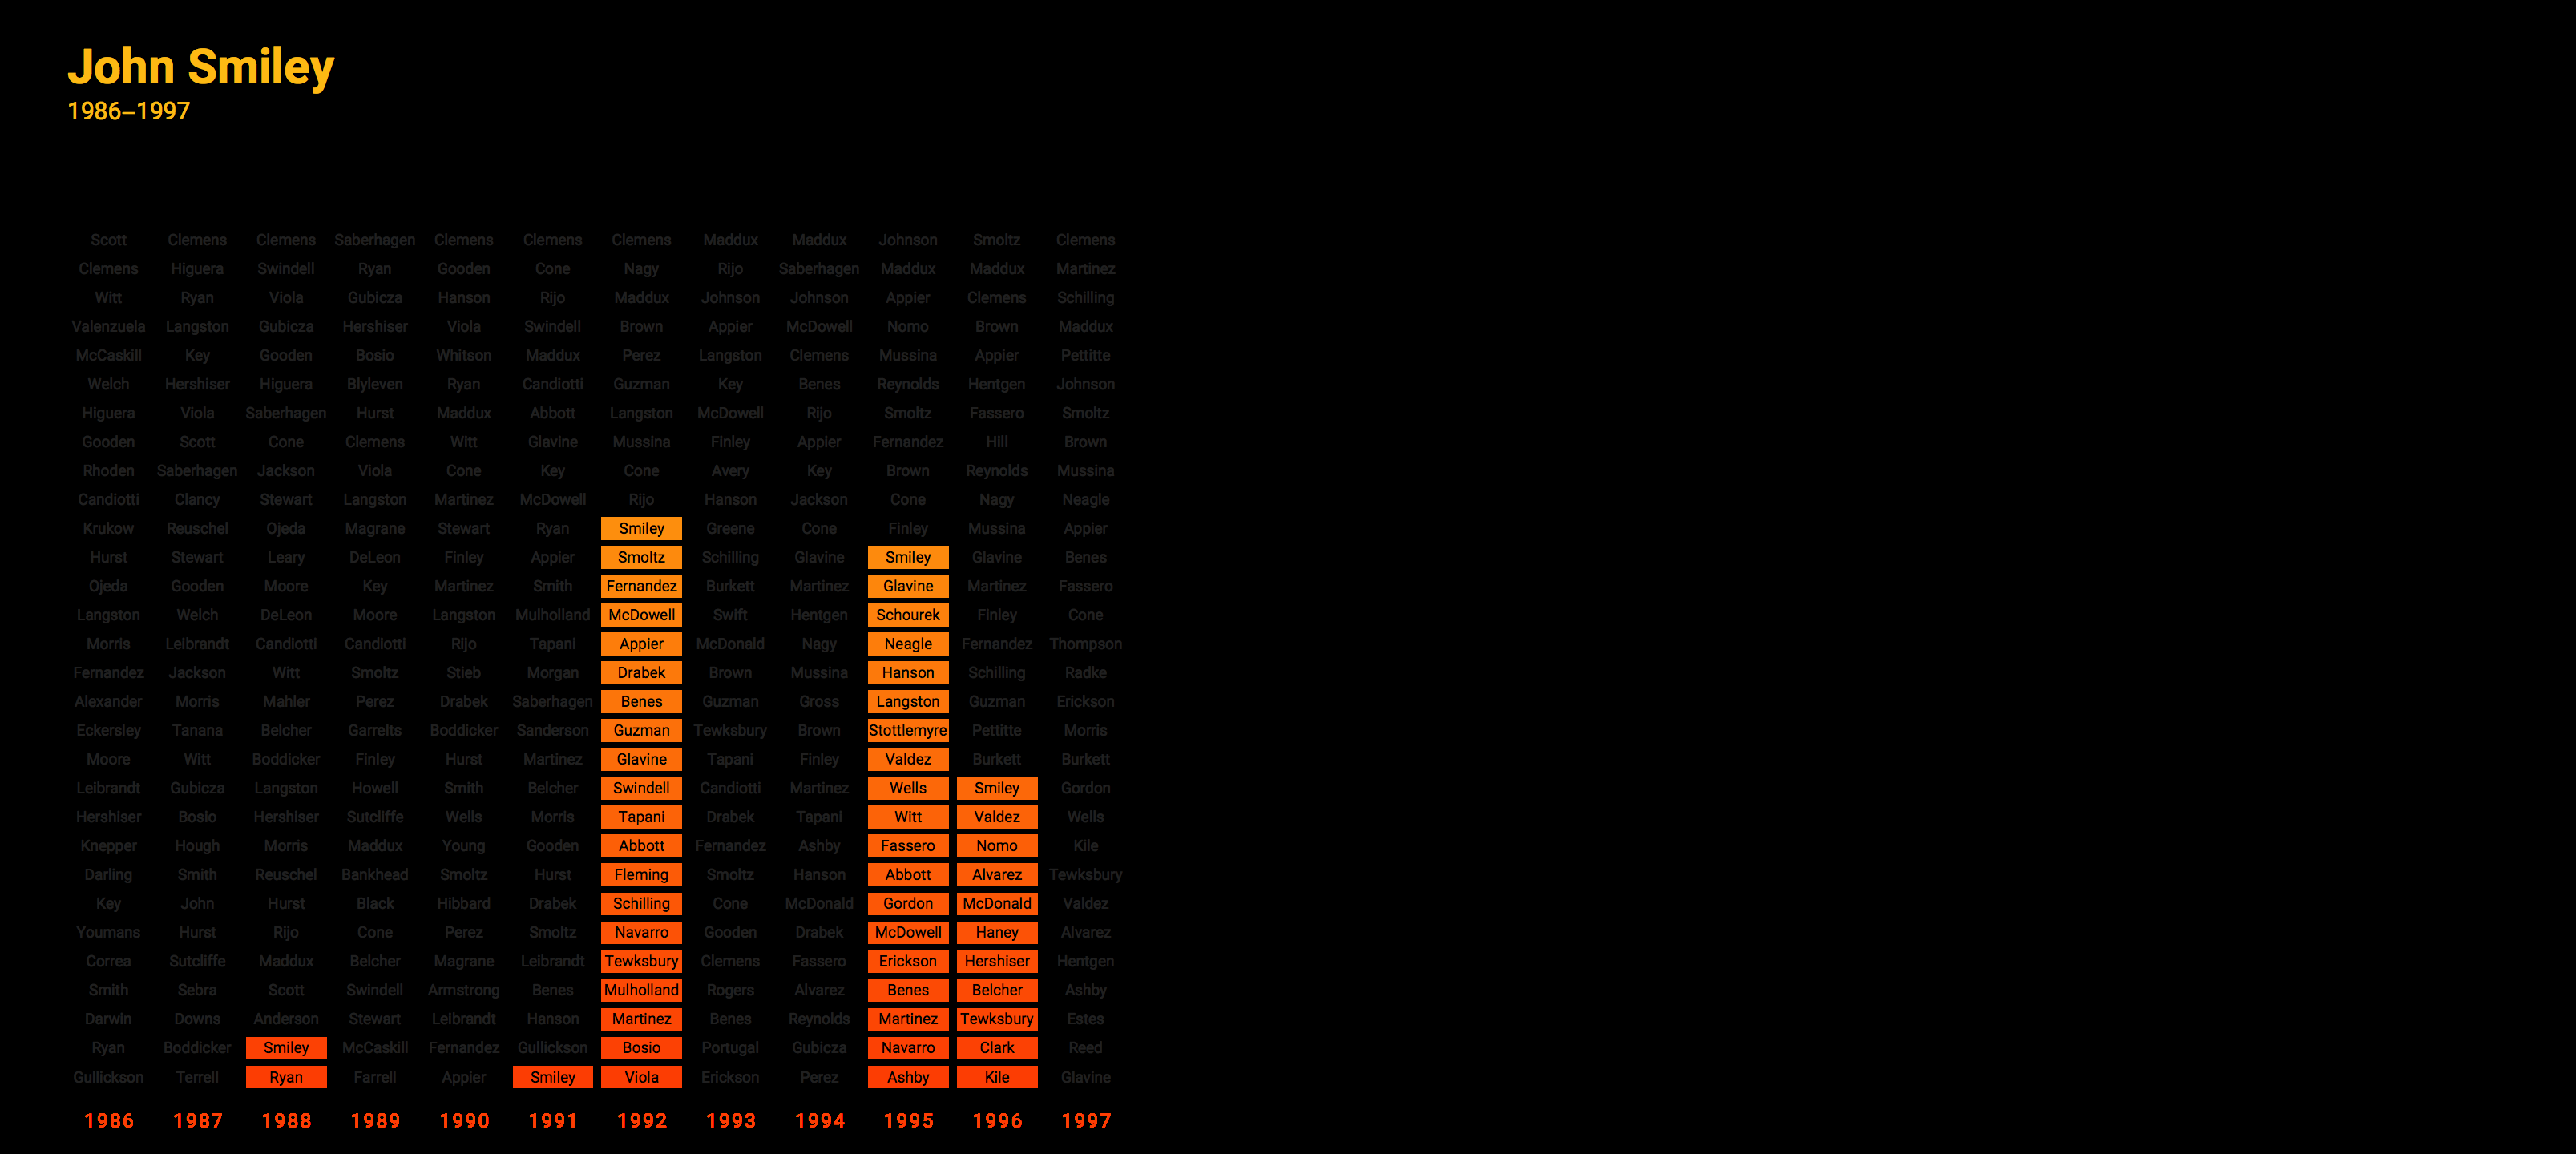 John Smiley
1986–1997
Scott Clemens Clemens Saberhagen Clemens Clemens Clemens Maddux Maddux Johnson Smoltz Clemens
Clemens Higuera Swindell Ryan Gooden Cone Nagy Rijo Saberhagen Maddux Maddux Martinez
Witt Ryan Viola Gubicza Hanson Rijo Maddux Johnson Johnson Appier Clemens Schilling
Valenzuela Langston Gubicza Hershiser Viola Swindell Brown Appier McDowell Nomo Brown Maddux
McCaskill Key Gooden Bosio Whitson Maddux Perez Langston Clemens Mussina Appier Pettitte
Welch Hershiser Higuera Blyleven Ryan Candiotti Guzman Key Benes Reynolds Hentgen Johnson
Higuera Viola Saberhagen Hurst Maddux Abbott Langston McDowell Rijo Smoltz Fassero Smoltz
Gooden Scott Cone Clemens Witt Glavine Mussina Finley Appier Fernandez Hill Brown
Rhoden Saberhagen Jackson Viola Cone Key Cone Avery Key Brown Reynolds Mussina
Candiotti Clancy Stewart Langston Martinez McDowell Rijo Hanson Jackson Cone Nagy Neagle
Krukow Reuschel Ojeda Magrane Stewart Ryan Smiley Greene Cone Finley Mussina Appier
Hurst Stewart Leary DeLeon Finley Appier Smoltz Schilling Glavine Smiley Glavine Benes
Ojeda Gooden Moore Key Martinez Smith Fernandez Burkett Martinez Glavine Martinez Fassero
Langston Welch DeLeon Moore Langston Mulholland McDowell Swift Hentgen Schourek Finley Cone
Morris Leibrandt Candiotti Candiotti Rijo Tapani Appier McDonald Nagy Neagle Fernandez Thompson
Fernandez Jackson Witt Smoltz Stieb Morgan Drabek Brown Mussina Hanson Schilling Radke
Alexander Morris Mahler Perez Drabek Saberhagen Benes Guzman Gross Langston Guzman Erickson
Eckersley Tanana Belcher Garrelts Boddicker Sanderson Guzman Tewksbury Brown Stottlemyre Pettitte Morris
Moore Witt Boddicker Finley Hurst Martinez Glavine Tapani Finley Valdez Burkett Burkett
Leibrandt Gubicza Langston Howell Smith Belcher Swindell Candiotti Martinez Wells Smiley Gordon
Hershiser Bosio Hershiser Sutcliffe Wells Morris Tapani Drabek Tapani Witt Valdez Wells
Knepper Hough Morris Maddux Young Gooden Abbott Fernandez Ashby Fassero Nomo Kile
Darling Smith Reuschel Bankhead Smoltz Hurst Fleming Smoltz Hanson Abbott Alvarez Tewksbury
Key John Hurst Black Hibbard Drabek Schilling Cone McDonald Gordon McDonald Valdez
Youmans Hurst Rijo Cone Perez Smoltz Navarro Gooden Drabek McDowell Haney Alvarez
Correa Sutcliffe Maddux Belcher Magrane Leibrandt Tewksbury Clemens Fassero Erickson Hershiser Hentgen
Smith Sebra Scott Swindell Armstrong Benes Mulholland Rogers Alvarez Benes Belcher Ashby
Darwin Downs Anderson Stewart Leibrandt Hanson Martinez Benes Reynolds Martinez Tewksbury Estes
Ryan Boddicker Smiley McCaskill Fernandez Gullickson Bosio Portugal Gubicza Navarro Clark Reed
Gullickson Terrell Ryan Farrell Appier Smiley Viola Erickson Perez Ashby Kile Glavine
1986 1987 1988 1989 1990 1991 1992 1993 1994 1995 1996 1997